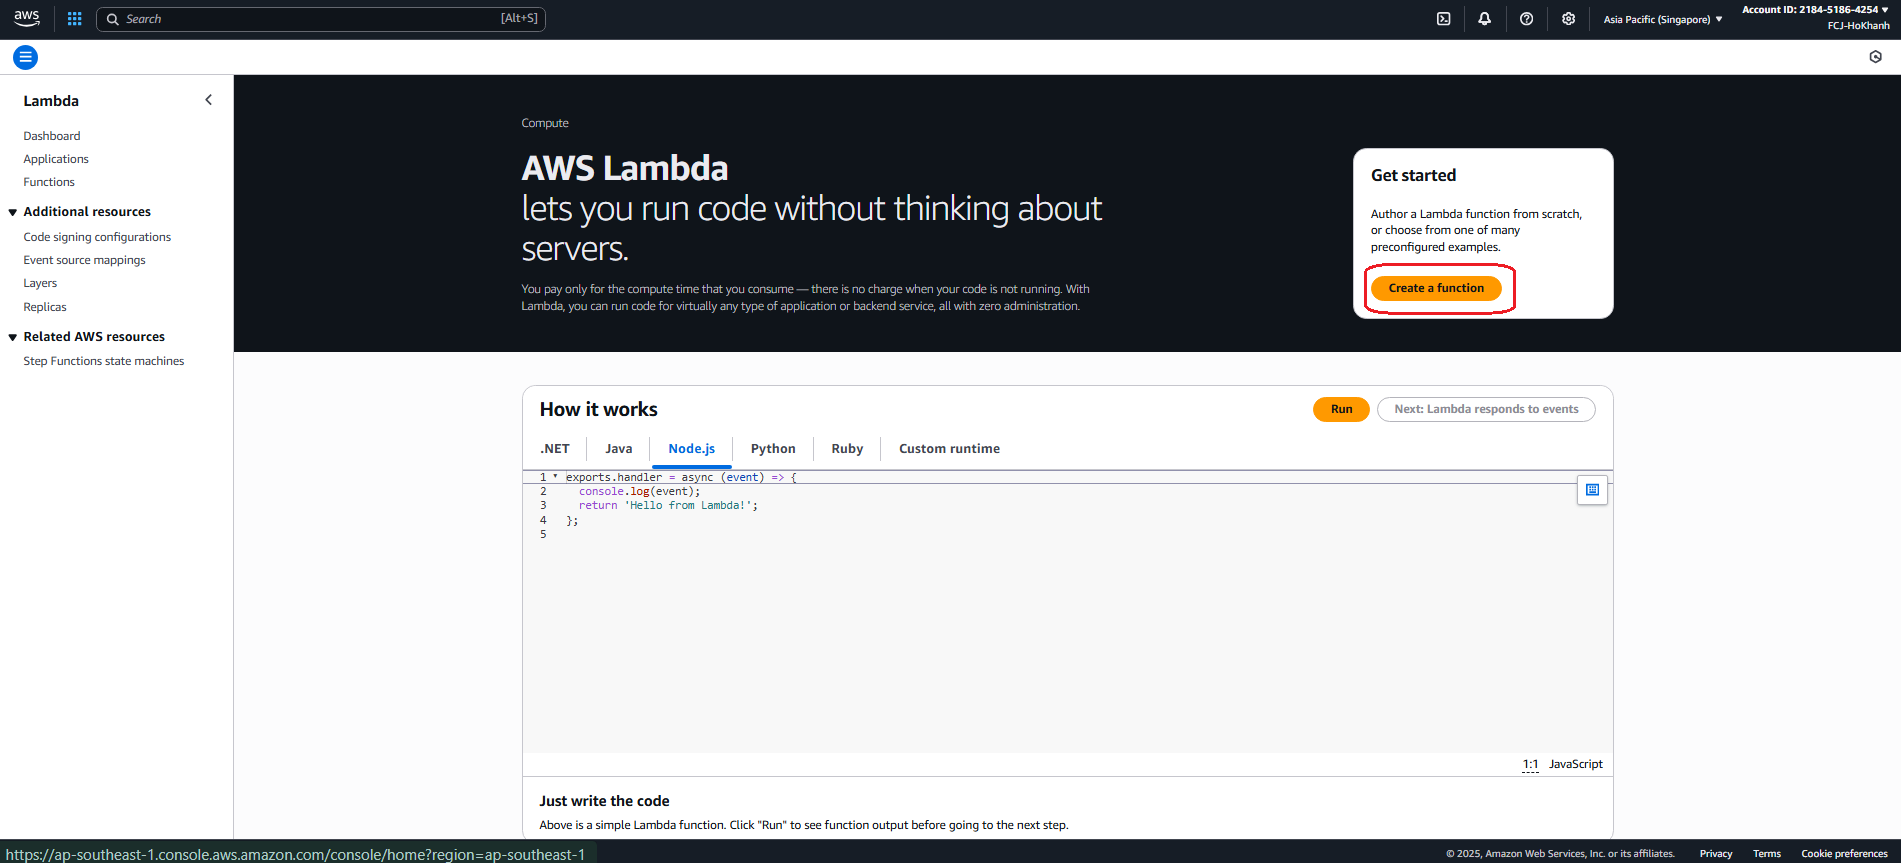 aws
Search
[Alt+S]
Asia Pacific (Singapore)
Account ID: 2184-5186-4254
FCJ-HoKhanh
Lambda
Dashboard
Applications
Functions
Additional resources
Code signing configurations
Event source mappings
Layers
Replicas
Related AWS resources
Step Functions state machines
Compute
AWS Lambda
lets you run code without thinking about
servers.
You pay only for the compute time that you consume — there is no charge when your code is not running. With
Lambda, you can run code for virtually any type of application or backend service, all with zero administration.
Get started
Author a Lambda function from scratch,
or choose from one of many
preconfigured examples.
Create a function
How it works
Run
Next: Lambda responds to events
.NET
Java
Node.js
Python
Ruby
Custom runtime
1 exports.handler = async (event) => {
2 console.log(event);
3 return 'Hello from Lambda!';
4 };
5
1:1 JavaScript
Just write the code
Above is a simple Lambda function. Click "Run" to see function output before going to the next step.
https://ap-southeast-1.console.aws.amazon.com/console/home?region=ap-southeast-1
© 2025, Amazon Web Services, Inc. or its affiliates.
Privacy
Terms
Cookie preferences